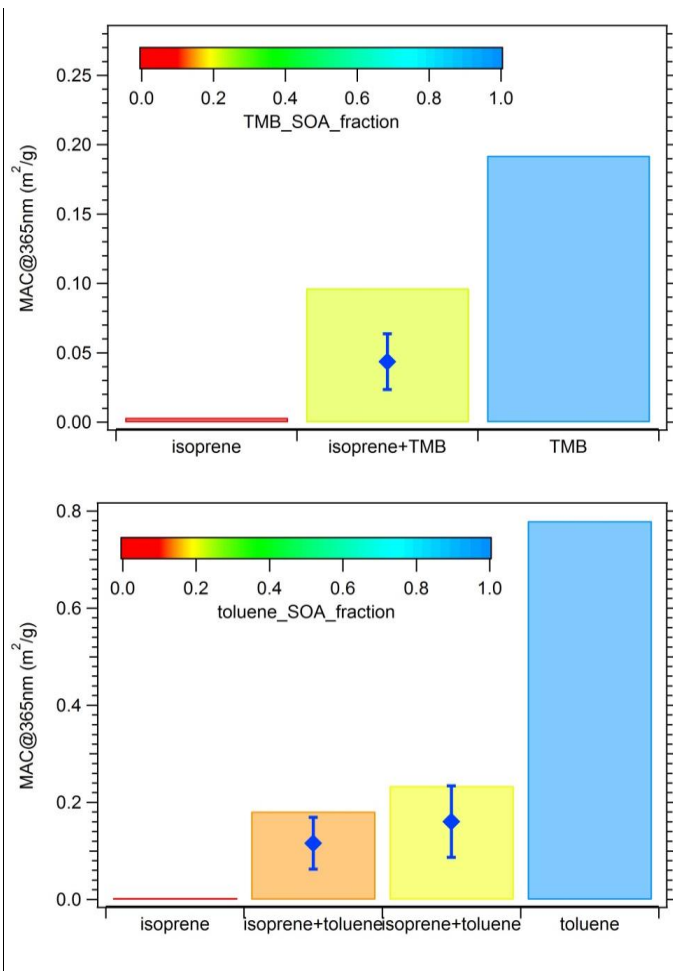 0.25
0.20
0.15
0.10
0.05
0.00
MAC@365nm (m²/g)
0.0 0.2 0.4 0.6 0.8 1.0
TMB_SOA_fraction
isoprene isoprene+TMB TMB
0.8
0.6
0.4
0.2
0.0
MAC@365nm (m²/g)
0.0 0.2 0.4 0.6 0.8 1.0
toluene_SOA_fraction
isoprene isoprene+toluene isoprene+toluene toluene